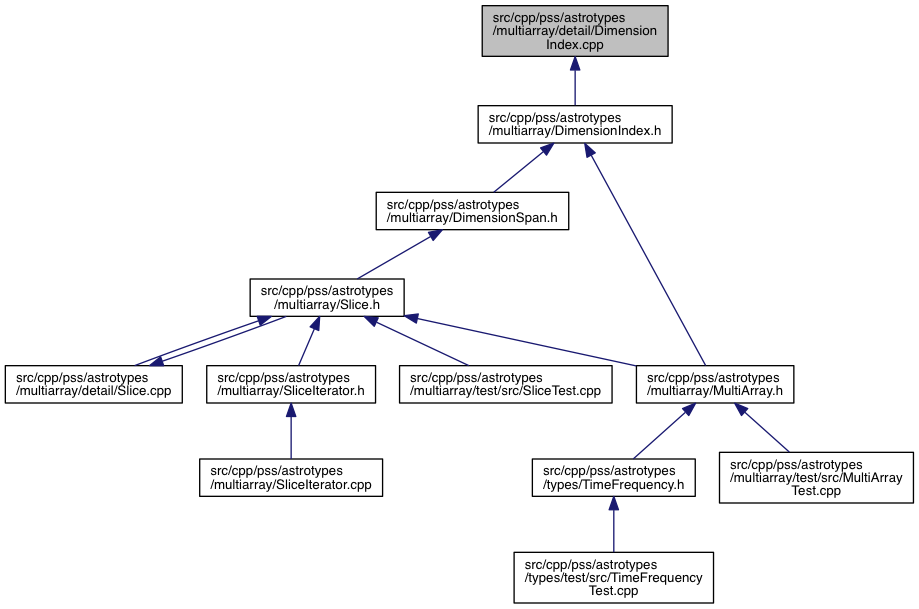 src/cpp/pss/astrotypes
/multiarray/detail/Dimension
Index.cpp
src/cpp/pss/astrotypes
/multiarray/DimensionIndex.h
src/cpp/pss/astrotypes
/multiarray/DimensionSpan.h
src/cpp/pss/astrotypes
/multiarray/Slice.h
src/cpp/pss/astrotypes
/multiarray/detail/Slice.cpp
src/cpp/pss/astrotypes
/multiarray/SliceIterator.h
src/cpp/pss/astrotypes
/multiarray/test/src/SliceTest.cpp
src/cpp/pss/astrotypes
/multiarray/MultiArray.h
src/cpp/pss/astrotypes
/multiarray/SliceIterator.cpp
src/cpp/pss/astrotypes
/types/TimeFrequency.h
src/cpp/pss/astrotypes
/multiarray/test/src/MultiArray
Test.cpp
src/cpp/pss/astrotypes
/types/test/src/TimeFrequency
Test.cpp